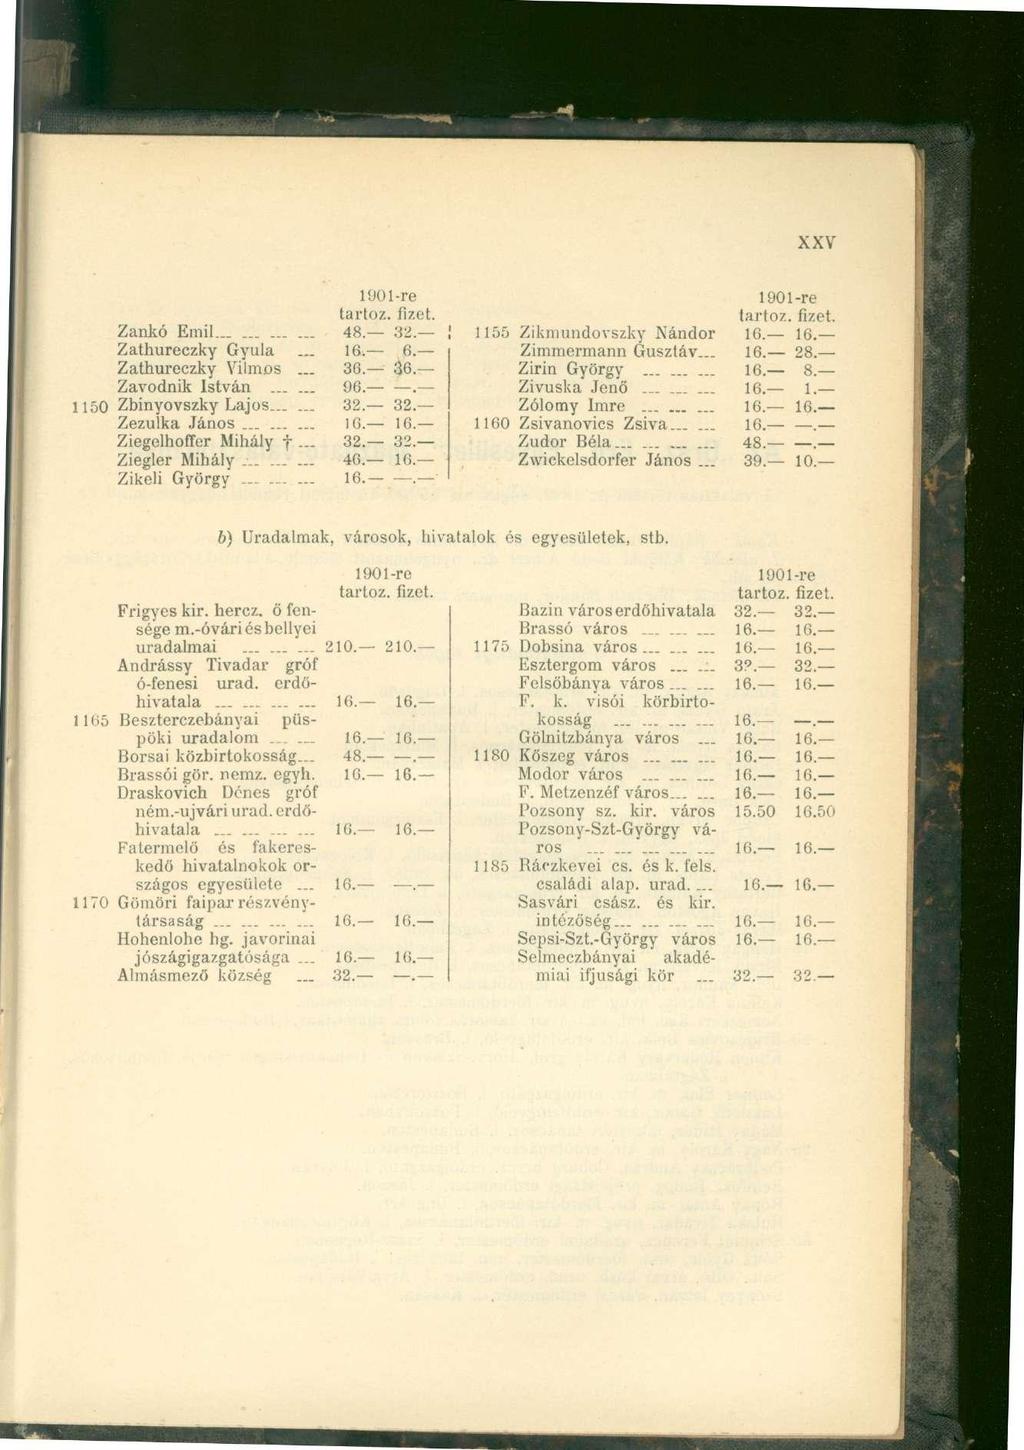 XXV
1901-re
tartoz. fizet.
Zankó Emil 48.— 32.—
Zathureczky Gyula 16.— 6.—
Zathureczky Vilmos 36.— 36.—
Zavodnik István 96.— —.—
1150 Zbinyovszky Lajos 32.— 32.—
Zezulka János 16.— 16.—
Ziegelhoffer Mihály † 32.— 32.—
Ziegler Mihály 46.— 16.—
Zikeli György 16.— —.—
1901-re
tartoz. fizet.
1155 Zikmundovszky Nándor 16.— 16.—
Zimmermann Gusztáv 16.— 28.—
Zirin György 16.— 8.—
Zivuska Jenő 16.— 1.—
Zólomy Imre 16.— 16.—
1160 Zsivanovics Zsiva 16.— —.—
Zudor Béla 48.— —.—
Zwickelsdorfer János 39.— 10.—
b) Uradalmak, városok, hivatalok és egyesületek, stb.
1901-re
tartoz. fizet.
Frigyes kir. hercz. ő fen-
sége m.-óvári és bellyei
uradalmai 210.— 210.—
Andrássy Tivadar gróf
ó-fenesi urad. erdő-
hivatala 16.— 16.—
1165 Beszterczebányai püs-
pöki uradalom 16.— 16.—
Borsai közbirtokosság 48.— —.—
Brassói gör. nemz. egyh. 16.— 16.—
Draskovich Dénes gróf
ném.-ujvári urad. erdő-
hivatala 16.— 16.—
Fatermelő és fakeres-
kedő hivatalnokok or-
szágos egyesülete 16.— —.—
1170 Gömöri faipar részvény-
társaság 16.— 16.—
Hohenlohe hg. javorinai
jószágigazgatósága 16.— 16.—
Almásmező község 32.— —.—
1901-re
tartoz. fizet.
Bazin város erdőhivatala 32.— 32.—
Brassó város 16.— 16.—
1175 Dobsina város 16.— 16.—
Esztergom város 32.— 32.—
Felsőbánya város 16.— 16.—
F. k. visói körbirto-
kosság 16.— —.—
Gölnitzbánya város 16.— 16.—
1180 Kőszeg város 16.— 16.—
Modor város 16.— 16.—
F. Metzenzéf város 16.— 16.—
Pozsony sz. kir. város 15.50 16.50
Pozsony-Szt-György vá-
ros 16.— 16.—
1185 Ráczkevei cs. és k. fels.
családi alap. urad. 16.— 16.—
Sasvári csász. és kir.
intézőség 16.— 16.—
Sepsi-Szt.-György város 16.— 16.—
Selmeczbányai akadé-
miai ifjusági kör 32.— 32.—